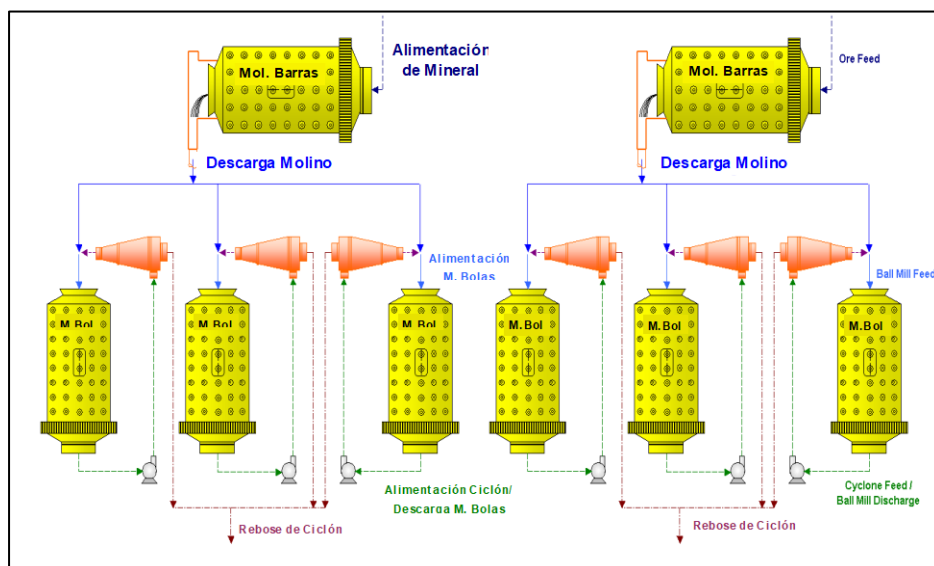 Mol. Barras
Alimentación
de Mineral
Mol. Barras
Ore Feed
Descarga Molino
Descarga Molino
Alimentación
M. Bolas
Ball Mill Feed
M.Bol
M.Bol
M.Bol
M.Bol
M.Bol
M.Bol
Alimentación Ciclón/
Descarga M. Bolas
Cyclone Feed /
Ball Mill Discharge
Rebose de Ciclón
Rebose de Ciclón